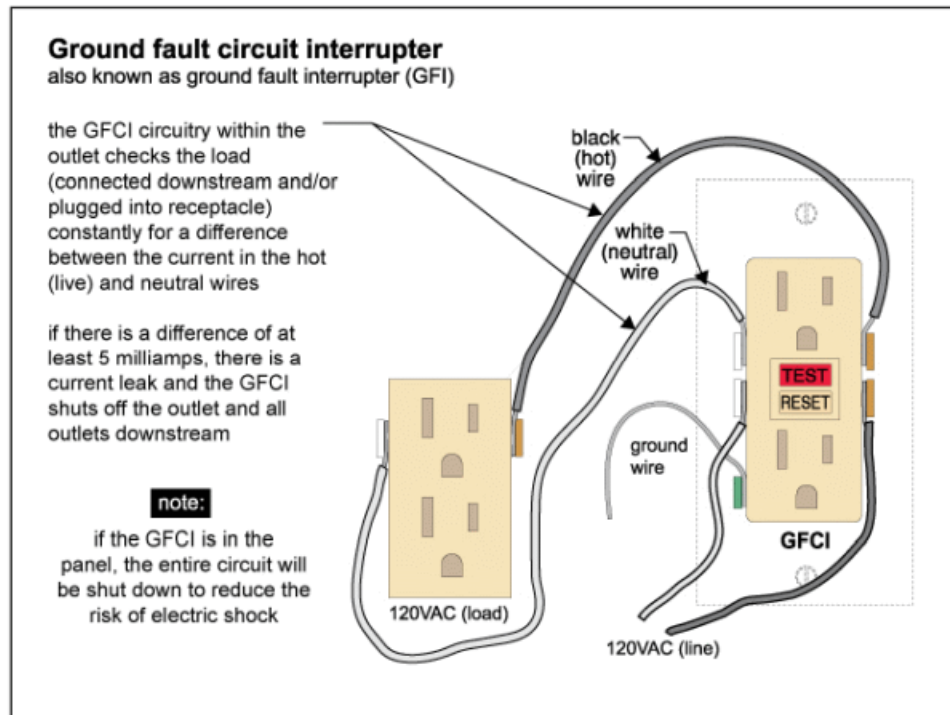 Ground fault circuit interrupter
also known as ground fault interrupter (GFI)
the GFCI circuitry within the
outlet checks the load
(connected downstream and/or
plugged into receptacle)
constantly for a difference
between the current in the hot
(live) and neutral wires
if there is a difference of at
least 5 milliamps, there is a
current leak and the GFCI
shuts off the outlet and all
outlets downstream
note:
if the GFCI is in the
panel, the entire circuit will
be shut down to reduce the
risk of electric shock
black
(hot)
wire
white
(neutral)
wire
TEST
RESET
ground
wire
GFCI
120VAC (load)
120VAC (line)